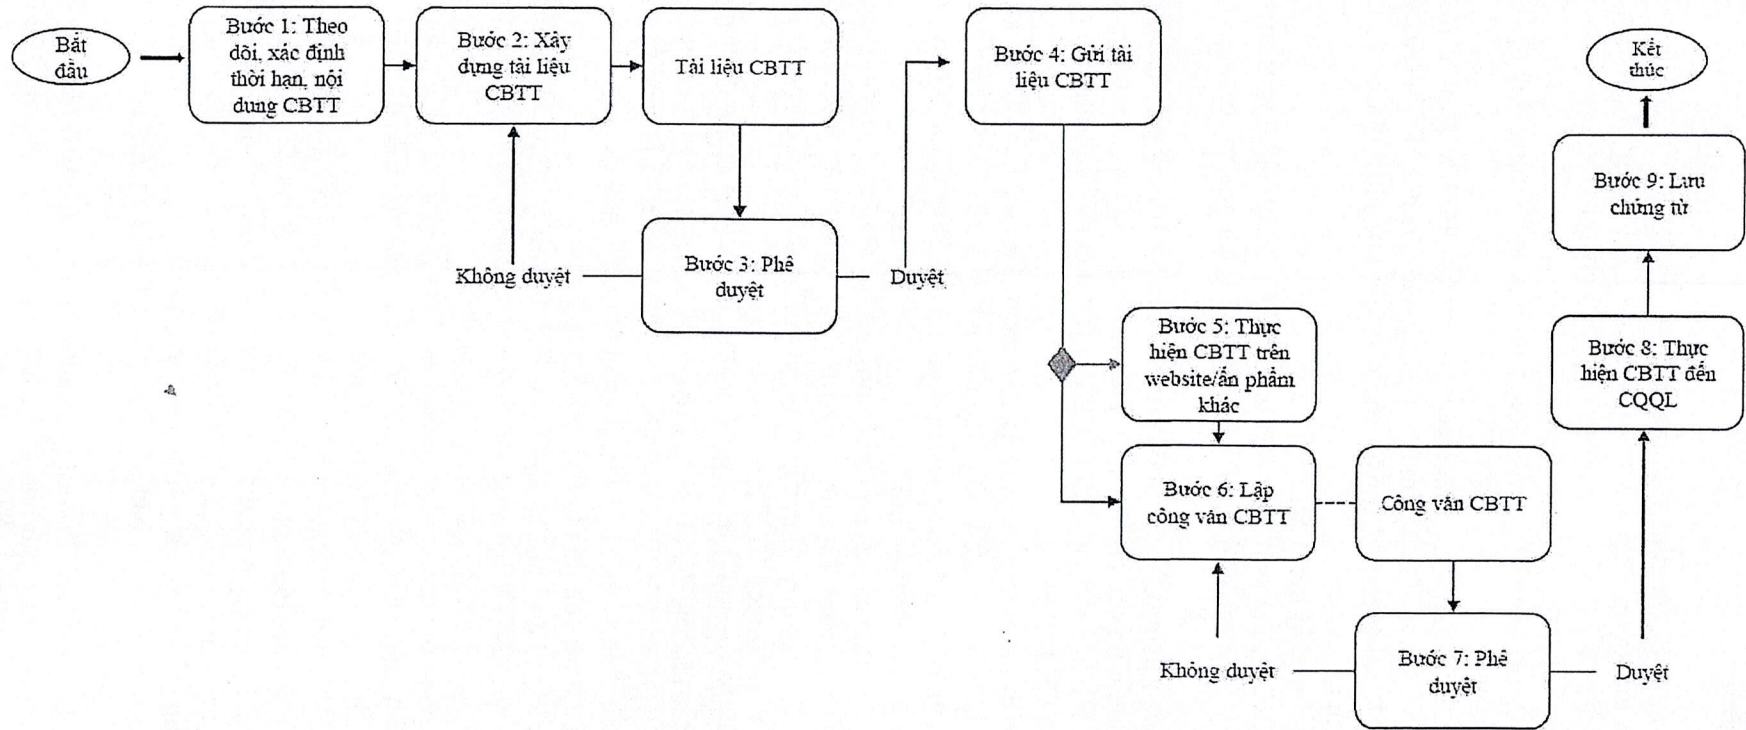 Bắt
đầu
Bước 1: Theo
dõi, xác định
thời hạn, nội
dung CBTT
Bước 2: Xây
dựng tài liệu
CBTT
Tài liệu CBTT
Bước 3: Phê
duyệt
Không duyệt
Duyệt
Bước 4: Gửi tài
liệu CBTT
Bước 5: Thực
hiện CBTT trên
website/ấn phẩm
khác
Bước 6: Lập
công văn CBTT
Công văn CBTT
Bước 7: Phê
duyệt
Không duyệt
Duyệt
Bước 8: Thực
hiện CBTT đến
CQQL
Bước 9: Lưu
chứng từ
Kết
thúc